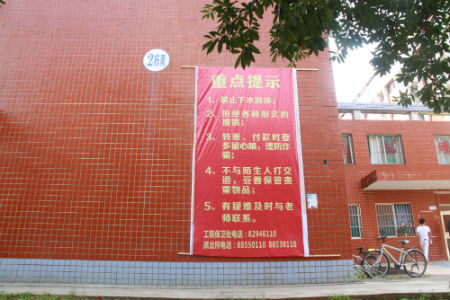 2栋南
重点提示
1、禁止下水游泳;
2、拒绝各种形式的
推销;
3、转账、付款时要
多留心眼,谨防诈
骗;
4、不与陌生人打交
道,妥善保管贵
重物品;
5、有疑难及时与老
师联系。
工院保卫处电话:82946110
派出所电话:88550110 88530110